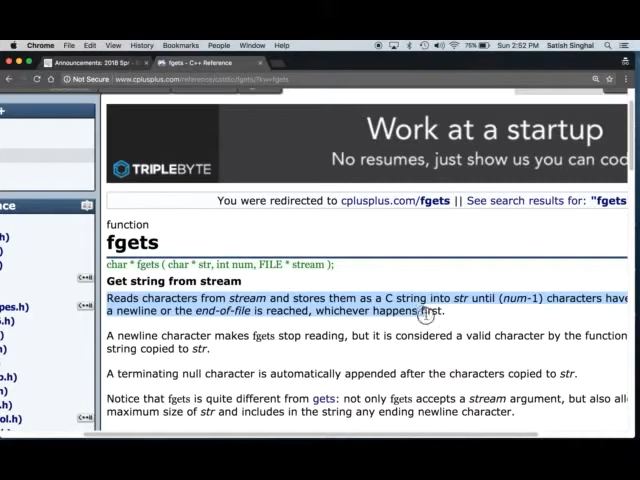 Chrome File Edit View History Bookmarks People Window Help 75% Sun 2:52 PM Satish Singhal
Announcements: 2018 Spr fgets - C++ Reference
Not Secure www.cplusplus.com/reference/cstdio/fgets/?kw=fgets
Work at a startup
No resumes, just show us you can cod
TRIPLEBYTE
nce
You were redirected to cplusplus.com/fgets || See search results for: "fgets
function
fgets
h)
char * fgets ( char * str, int num, FILE * stream );
.h)
Get string from stream
Reads characters from stream and stores them as a C string into str until (num-1) characters have
pes.h)
a newline or the end-of-file is reached, whichever happens first.
.h)
A newline character makes fgets stop reading, but it is considered a valid character by the function
string copied to str.
h)
A terminating null character is automatically appended after the characters copied to str.
.h)
Notice that fgets is quite different from gets: not only fgets accepts a stream argument, but also all
maximum size of str and includes in the string any ending newline character.
ol.h)